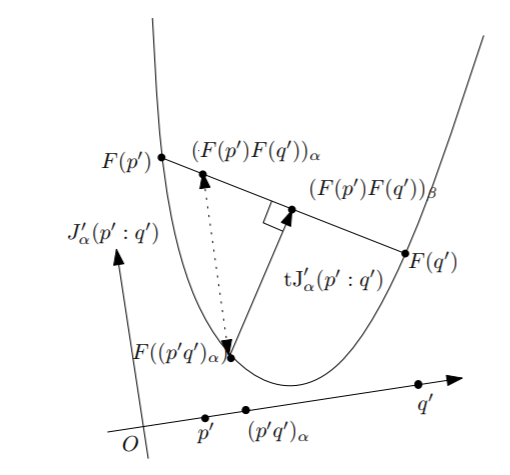 F(p′)
(F(p′)F(q′))α
(F(p′)F(q′))β
J′α(p′ : q′)
F(q′)
tJ′α(p′ : q′)
F((p′q′)α)
O
p′
(p′q′)α
q′